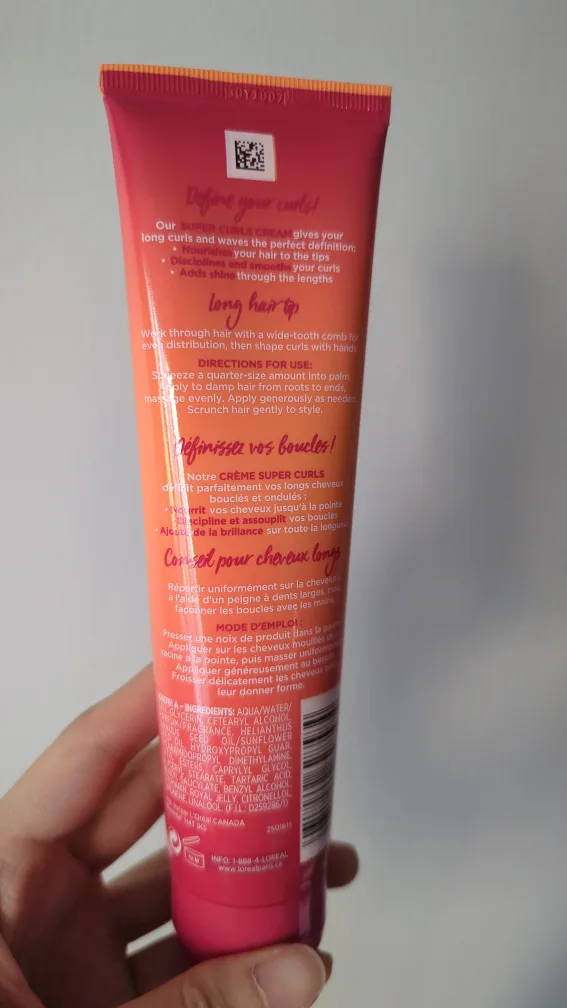 Define your curls!
Our SUPER CURLS CREAM gives your
long curls and waves the perfect definition:
• Nourishes your hair to the tips
• Disciplines and smooths your curls
• Adds shine through the lengths
Long hair tip
Work through hair with a wide-tooth comb for
even distribution, then shape curls with hands
DIRECTIONS FOR USE:
Squeeze a quarter-size amount into palm.
Apply to damp hair from roots to ends,
massage evenly. Apply generously as needed.
Scrunch hair gently to style.
Définissez vos boucles!
Notre CRÈME SUPER CURLS
définit parfaitement vos longs cheveux
bouclés et ondulés :
• Nourrit vos cheveux jusqu'à la pointe
• Discipline et assouplit vos boucles
• Ajoute de la brillance sur toute la longueur
Conseil pour cheveux longs
Répartir uniformément sur la chevelure
à l'aide d'un peigne à dents larges, puis
façonner les boucles avec les mains.
MODE D'EMPLOI :
Presser une noix de produit dans la
Appliquer sur les cheveux mouillés
racine à la pointe, puis masser uniformé
Appliquer généreusement au besoin.
Froisser délicatement les cheveux
leur donner forme.
- INGREDIENTS: AQUA/WATER/
GLYCERIN, CETEARYL ALCOHOL,
FRAGRANCE, HELIANTHUS
SEED OIL/SUNFLOWER
HYDROXYPROPYL GUAR,
DIMETHYLAMINE,
ESTERS CAPRYLYL GLYCOL,
STEARATE, TARTARIC ACID,
BENZYL ALCOHOL,
ROYAL JELLY, CITRONELLOL,
LINALOOL. (F.I.L. D259286/1)
L'Oréal CANADA
H4T 1K5
2501611
12 M
INFO: 1-888-4-LOREAL
www.lorealparis.ca